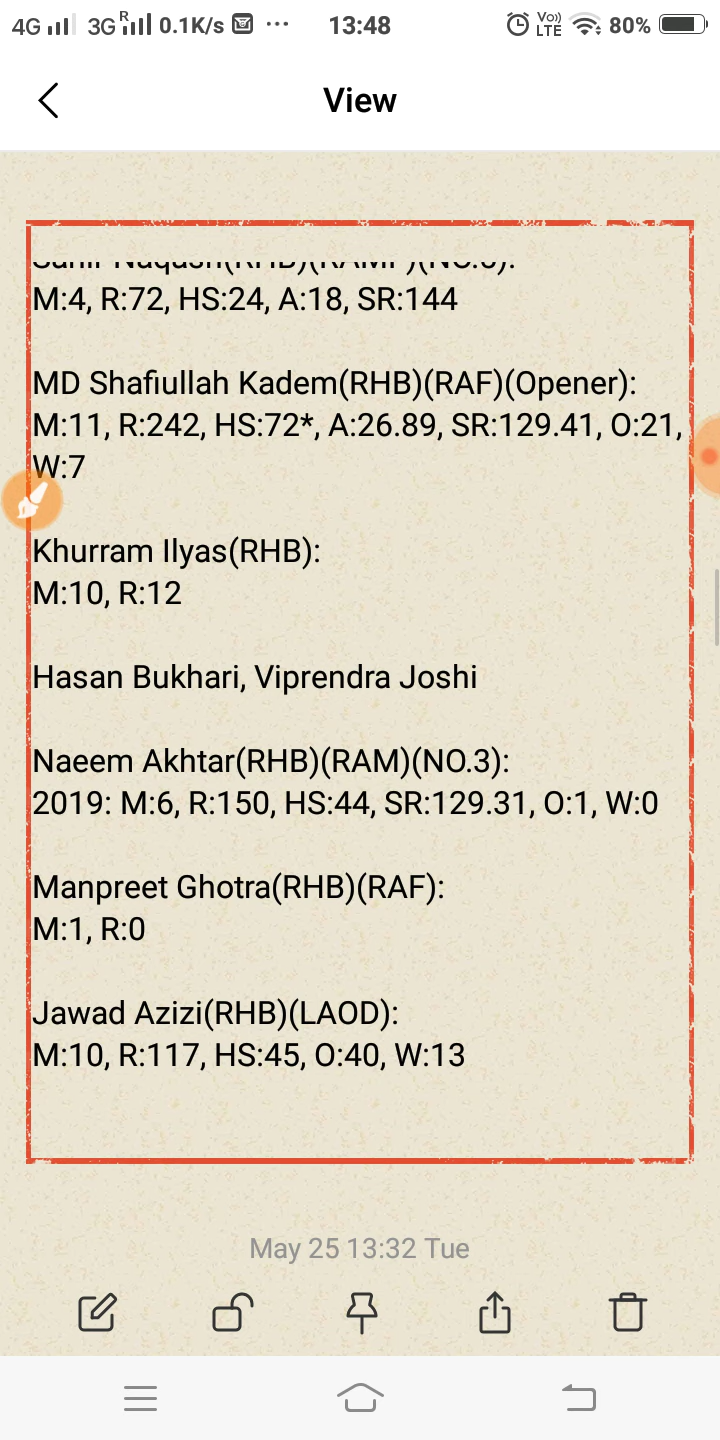 4G 3G R 0.1K/s 13:48 Vo)) LTE 80%
View
M:4, R:72, HS:24, A:18, SR:144
MD Shafiullah Kadem(RHB)(RAF)(Opener):
M:11, R:242, HS:72*, A:26.89, SR:129.41, O:21,
W:7
Khurram Ilyas(RHB):
M:10, R:12
Hasan Bukhari, Viprendra Joshi
Naeem Akhtar(RHB)(RAM)(NO.3):
2019: M:6, R:150, HS:44, SR:129.31, O:1, W:0
Manpreet Ghotra(RHB)(RAF):
M:1, R:0
Jawad Azizi(RHB)(LAOD):
M:10, R:117, HS:45, O:40, W:13
May 25 13:32 Tue